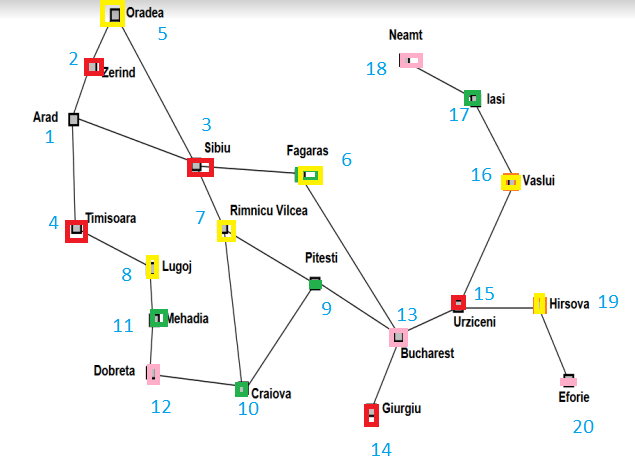 Oradea
5
Neamt
2
Zerind
18
Iasi
17
Arad
1
3
Sibiu
Fagaras
6
16
Vaslui
4
Timisoara
7
Rimnicu Vilcea
8
Lugoj
Pitesti
9
13
15
Hirsova
19
Urziceni
11
Mehadia
Bucharest
Dobreta
12
Craiova
10
Eforie
20
Giurgiu
14